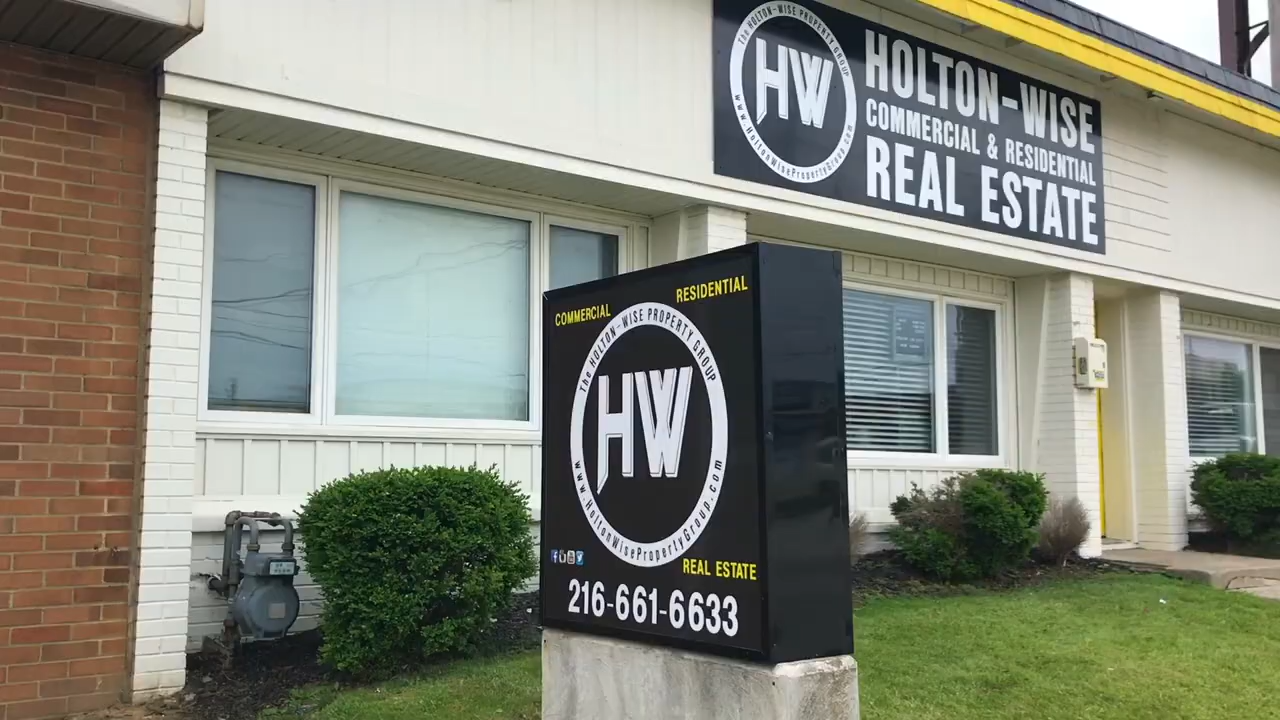 The HOLTON-WISE PROPERTY GROUP
HW
www.HoltonWisePropertyGroup.com
HOLTON-WISE
COMMERCIAL & RESIDENTIAL
REAL ESTATE
COMMERCIAL
RESIDENTIAL
The HOLTON-WISE PROPERTY GROUP
HW
www.HoltonWisePropertyGroup.com
REAL ESTATE
216-661-6633